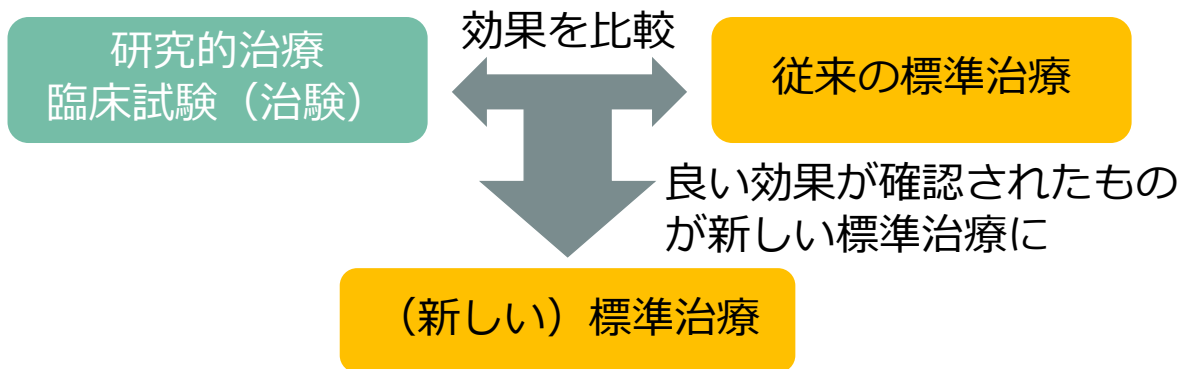 効果を比較
研究的治療
臨床試験（治験）
従来の標準治療
良い効果が確認されたもの
が新しい標準治療に
（新しい）標準治療